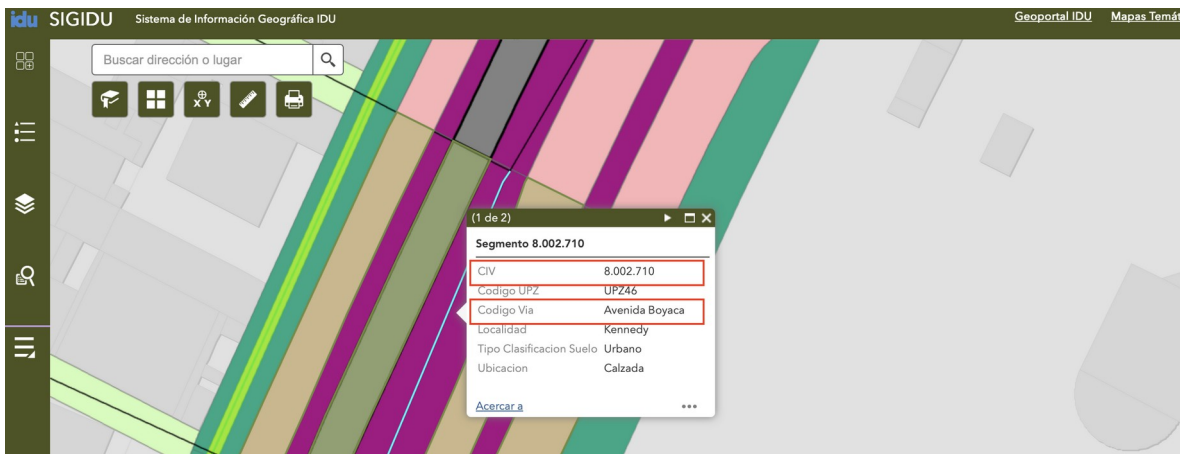 idu SIGIDU Sistema de Información Geográfica IDU Geoportal IDU Mapas Temát
Buscar dirección o lugar
X Y
(1 de 2)
Segmento 8.002.710
CIV 8.002.710
Codigo UPZ UPZ46
Codigo Via Avenida Boyaca
Localidad Kennedy
Tipo Clasificacion Suelo Urbano
Ubicacion Calzada
Acercar a